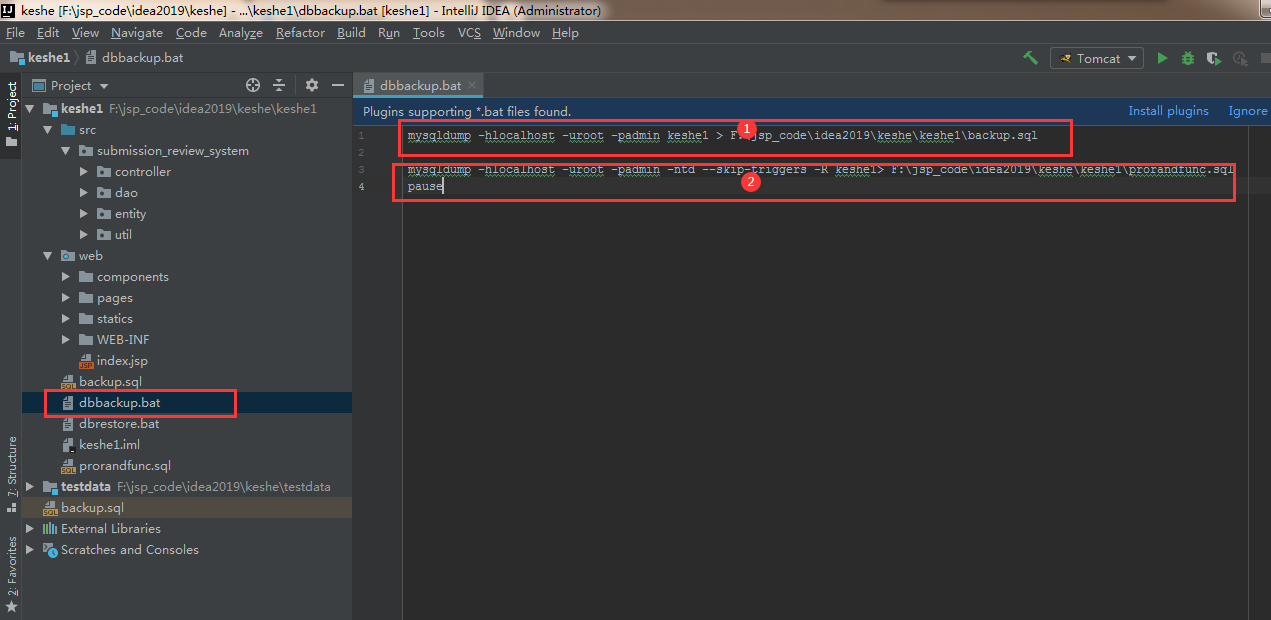 keshe [F:\jsp_code\idea2019\keshe] - ...\keshe1\dbbackup.bat [keshe1] - IntelliJ IDEA (Administrator)
File Edit View Navigate Code Analyze Refactor Build Run Tools VCS Window Help
keshe1 dbbackup.bat Tomcat
1: Project
7: Structure
2: Favorites
Project
keshe1 F:\jsp_code\idea2019\keshe\keshe1
src
submission_review_system
controller
dao
entity
util
web
components
pages
statics
WEB-INF
index.jsp
backup.sql
dbbackup.bat
dbrestore.bat
keshe1.iml
prorandfunc.sql
testdata F:\jsp_code\idea2019\keshe\testdata
backup.sql
External Libraries
Scratches and Consoles
dbbackup.bat
Plugins supporting *.bat files found. Install plugins Ignore
1 mysqldump -hlocalhost -uroot -padmin keshe1 > F:\jsp_code\idea2019\keshe\keshe1\backup.sql
1
2
3 mysqldump -hlocalhost -uroot -padmin -ntd --skip-triggers -R keshe1> F:\jsp_code\idea2019\keshe\keshe1\prorandfunc.sql
2
4 pause